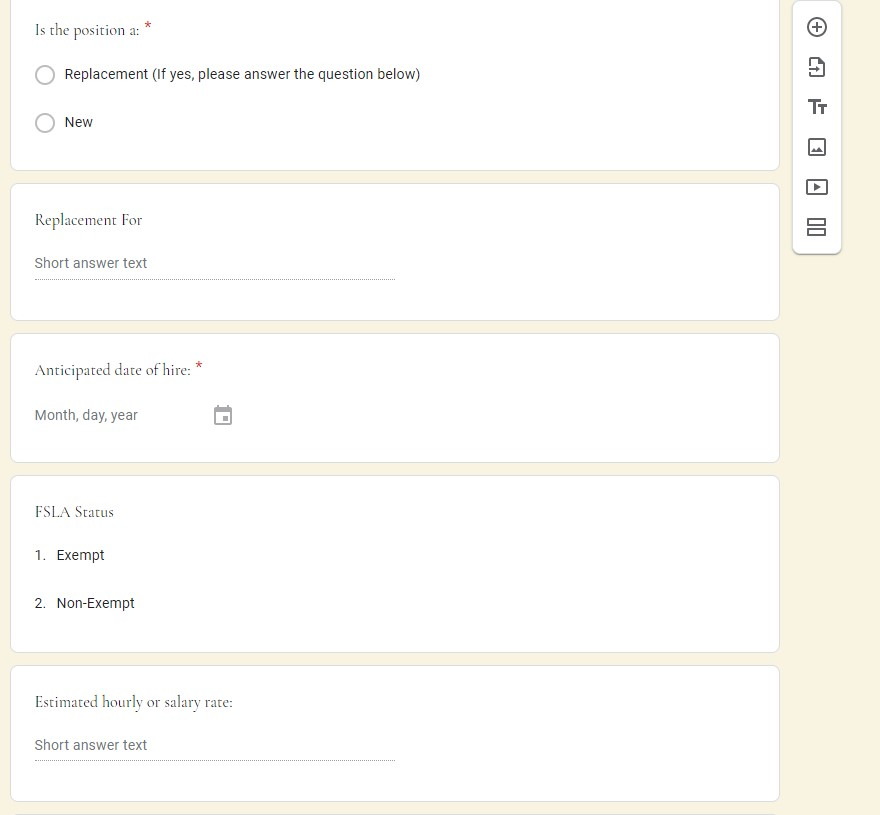 Is the position a: *
Replacement (If yes, please answer the question below)
New
Replacement For
Short answer text
Anticipated date of hire: *
Month, day, year
FSLA Status
1. Exempt
2. Non-Exempt
Estimated hourly or salary rate:
Short answer text
Tт